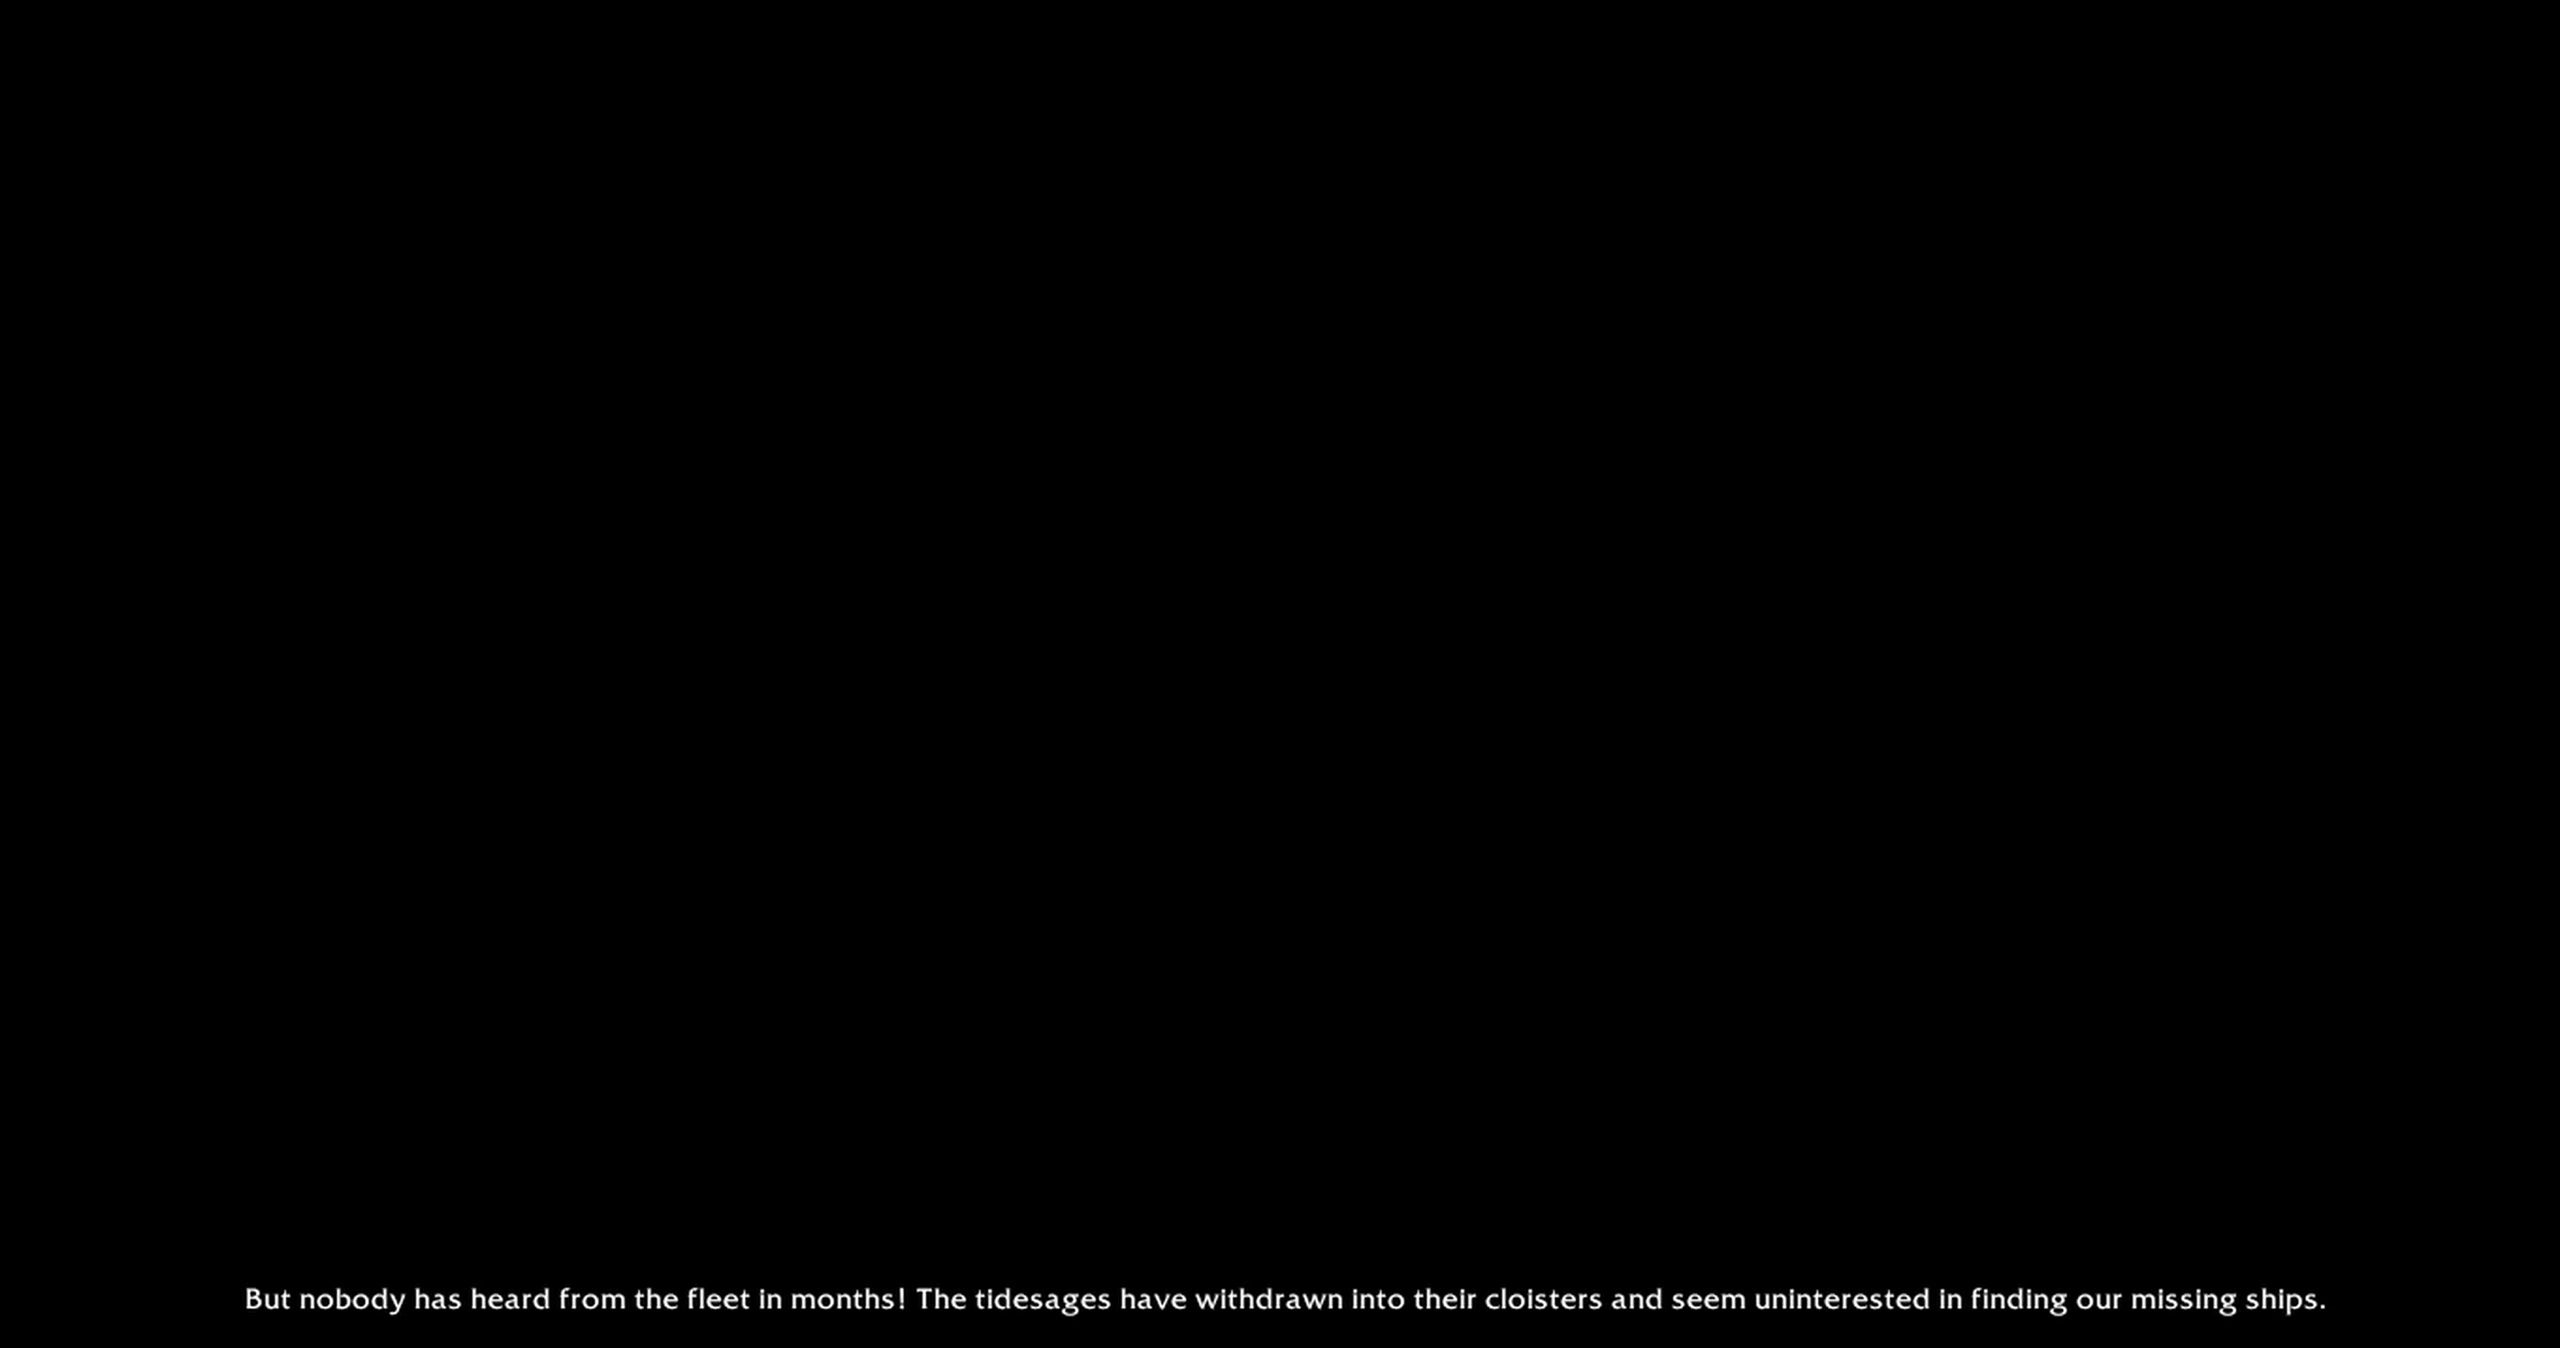 But nobody has heard from the fleet in months! The tidesages have withdrawn into their cloisters and seem uninterested in finding our missing ships.